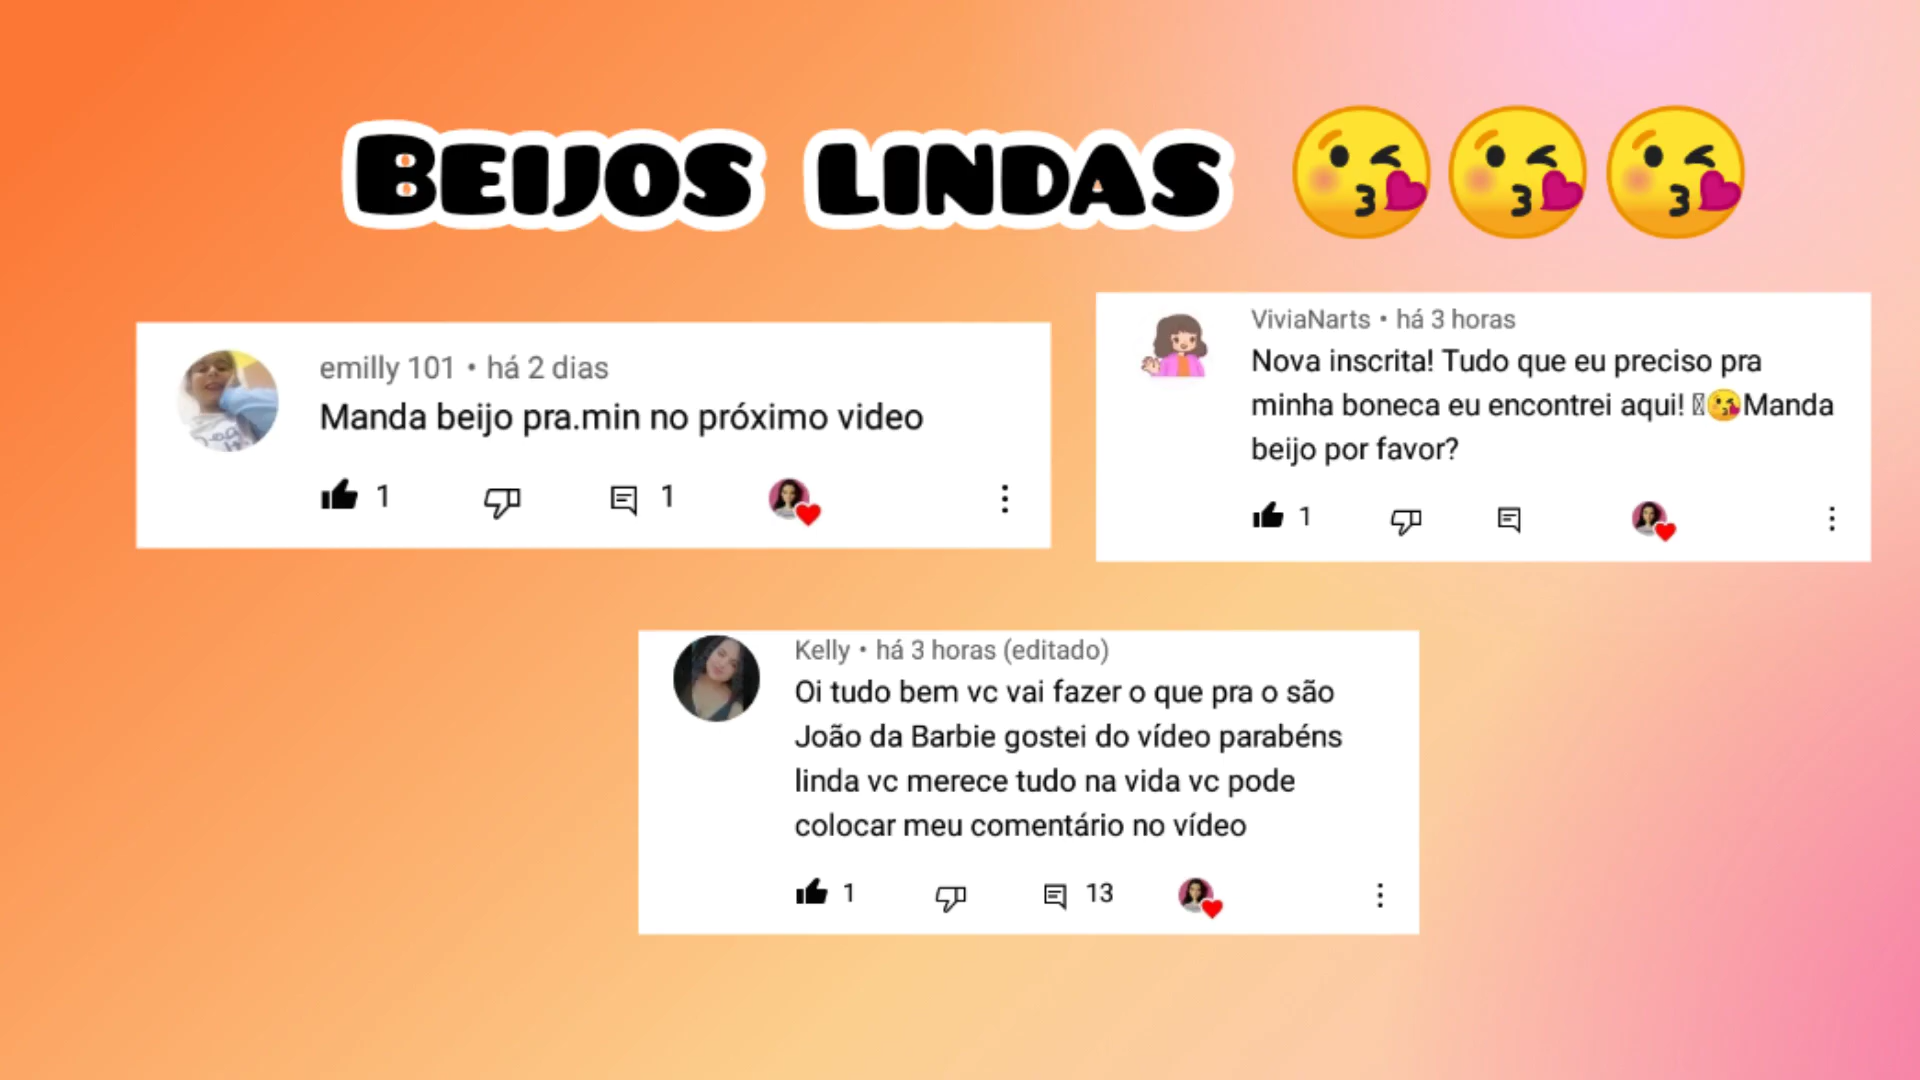 BEIJOS LINDAS 😘😘😘
emilly 101 • há 2 dias
Manda beijo pra.min no próximo video
1 1
ViviaNarts • há 3 horas
Nova inscrita! Tudo que eu preciso pra
minha boneca eu encontrei aqui! 😘Manda
beijo por favor?
1
Kelly • há 3 horas (editado)
Oi tudo bem vc vai fazer o que pra o são
João da Barbie gostei do vídeo parabéns
linda vc merece tudo na vida vc pode
colocar meu comentário no vídeo
1 13